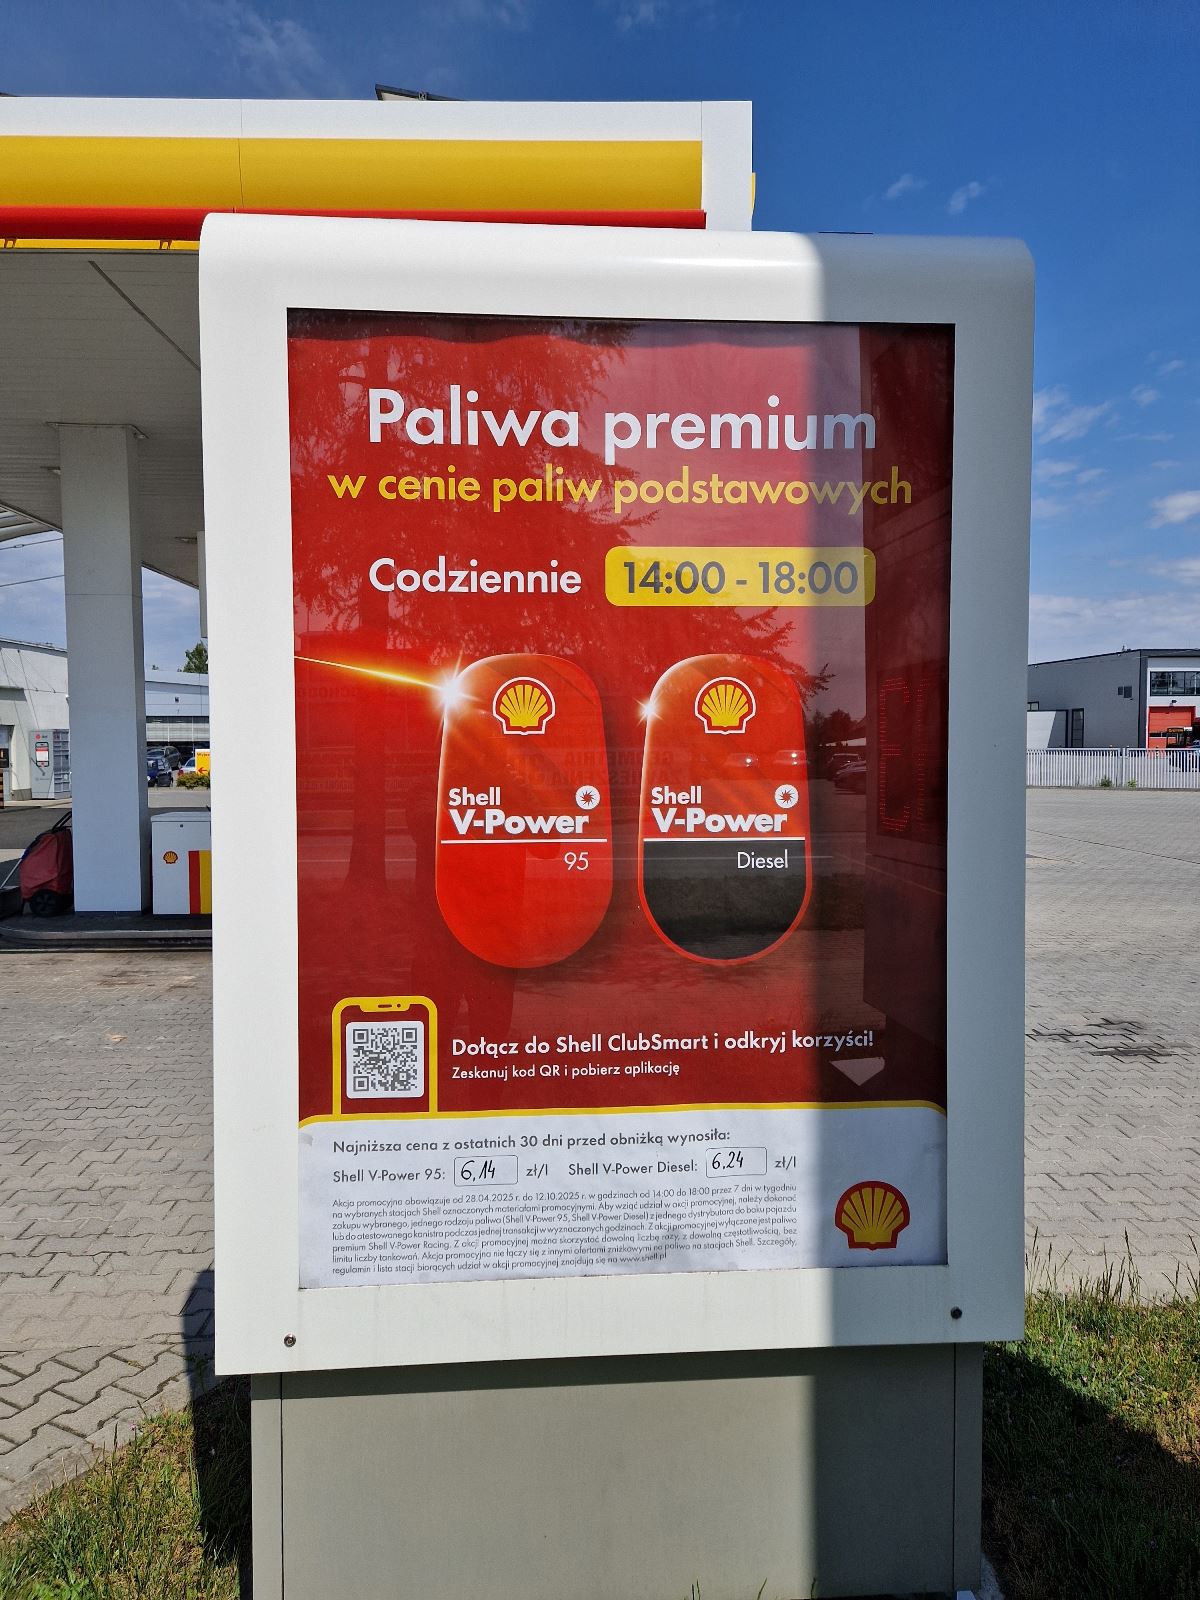 Paliwa premium
w cenie paliw podstawowych
Codziennie 14:00 - 18:00
Shell
V-Power
95
Shell
V-Power
Diesel
Dołącz do Shell ClubSmart i odkryj korzyści!
Zeskanuj kod QR i pobierz aplikację
Najniższa cena z ostatnich 30 dni przed obniżką wynosiła:
Shell V-Power 95: 6,14 zł/l Shell V-Power Diesel: 6,24 zł/l
Akcja promocyjna obowiązuje od 28.04.2025 r. do 12.10.2025 r. w godzinach od 14:00 do 18:00 przez 7 dni w tygodniu
na wybranych stacjach Shell oznaczonych materiałami promocyjnymi. Aby wziąć udział w akcji promocyjnej, należy dokonać
zakupu wybranego, jednego rodzaju paliwa (Shell V-Power 95, Shell V-Power Diesel) z jednego dystrybutora do baku pojazdu
lub do atestowanego kanistra podczas jednej transakcji w wyznaczonych godzinach. Z akcji promocyjnej wyłączone jest paliwo
premium Shell V-Power Racing. Z akcji promocyjnej można skorzystać dowolną liczbę razy, z dowolną częstotliwością, bez
limitu liczby tankowań. Akcja promocyjna nie łączy się z innymi ofertami zniżkowymi na paliwo na stacjach Shell. Szczegóły,
regulamin i lista stacji biorących udział w akcji promocyjnej znajdują się na www.shell.pl